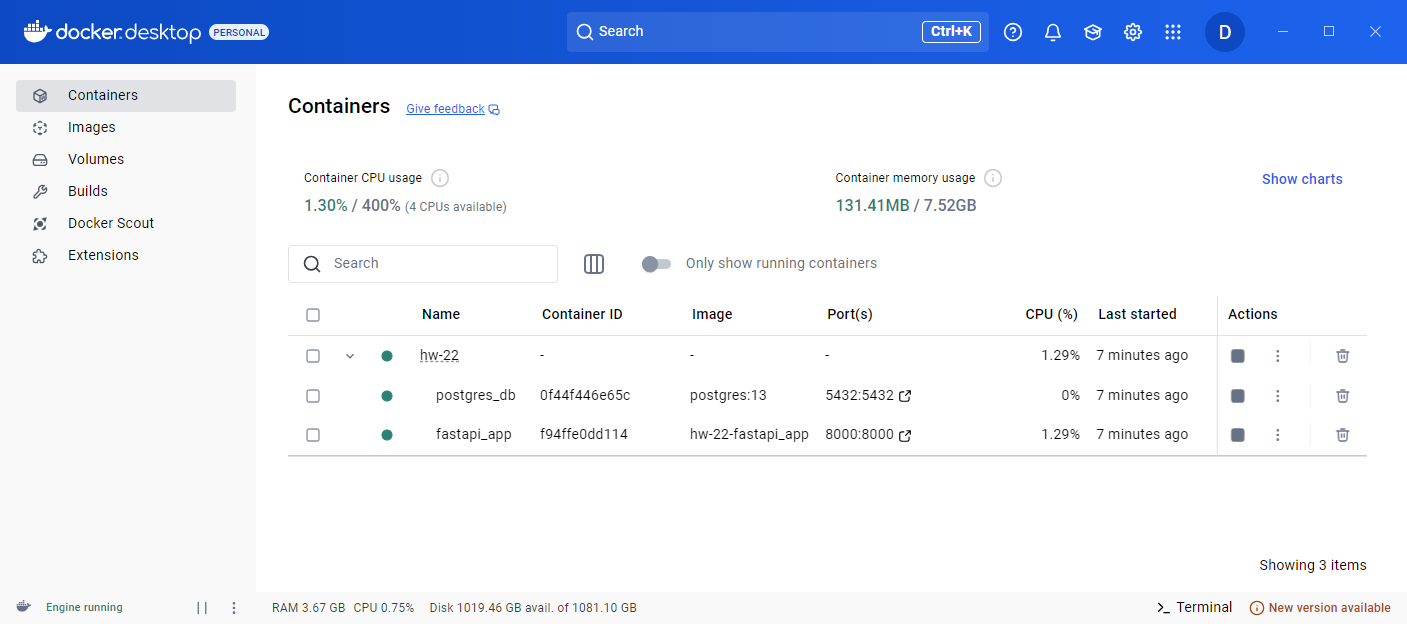 docker.desktop PERSONAL Search Ctrl+K D
Containers
Images
Volumes
Builds
Docker Scout
Extensions
Containers Give feedback
Container CPU usage
1.30% / 400% (4 CPUs available)
Container memory usage
131.41MB / 7.52GB
Show charts
Search Only show running containers
Name Container ID Image Port(s) CPU (%) Last started Actions
hw-22 - - - 1.29% 7 minutes ago
postgres_db 0f44f446e65c postgres:13 5432:5432 0% 7 minutes ago
fastapi_app f94ffe0dd114 hw-22-fastapi_app 8000:8000 1.29% 7 minutes ago
Showing 3 items
Engine running RAM 3.67 GB CPU 0.75% Disk 1019.46 GB avail. of 1081.10 GB Terminal New version available